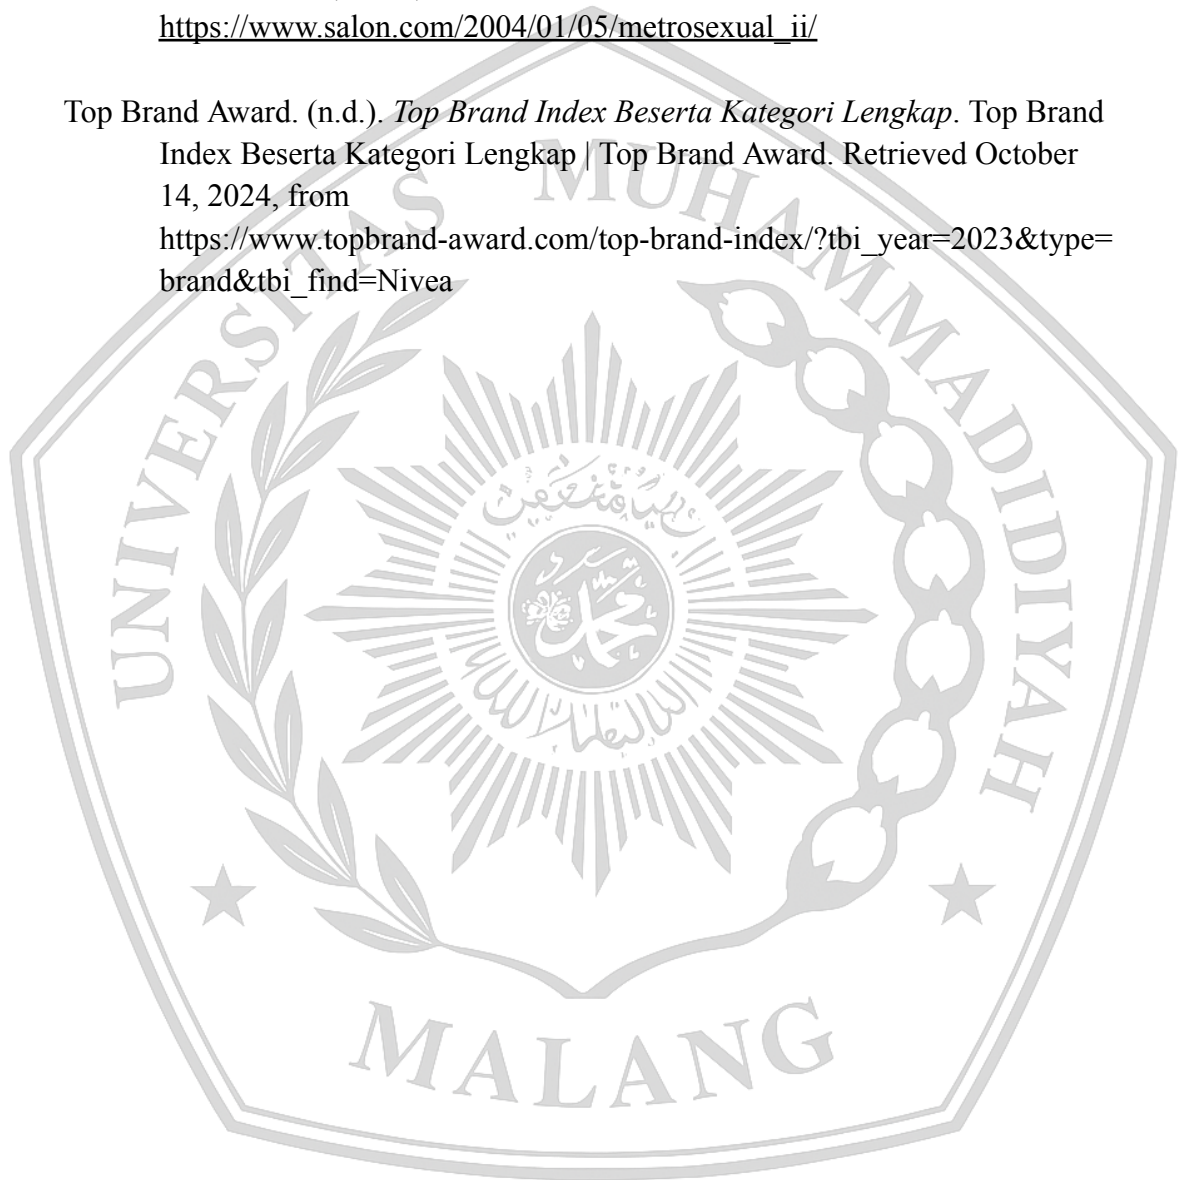 https://www.salon.com/2004/01/05/metrosexual_ii/
Top Brand Award. (n.d.). Top Brand Index Beserta Kategori Lengkap. Top Brand
Index Beserta Kategori Lengkap | Top Brand Award. Retrieved October
14, 2024, from
https://www.topbrand-award.com/top-brand-index/?tbi_year=2023&type=
brand&tbi_find=Nivea
UNIVERSITAS MUHAMMADIYAH
محمد
MALANG